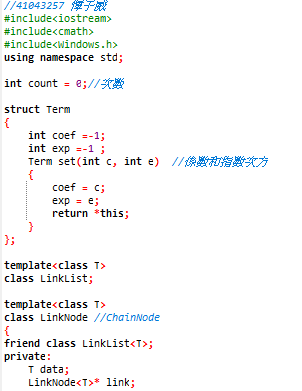 //41043257 傅子威
#include<iostream>
#include<cmath>
#include<Windows.h>
using namespace std;
int count = 0;//次數
struct Term
{
int coef =-1;
int exp =-1 ;
Term set(int c, int e) //係數和指數次方
{
coef = c;
exp = e;
return *this;
}
};
template<class T>
class LinkList;
template<class T>
class LinkNode //ChainNode
{
friend class LinkList<T>;
private:
T data;
LinkNode<T>* link;